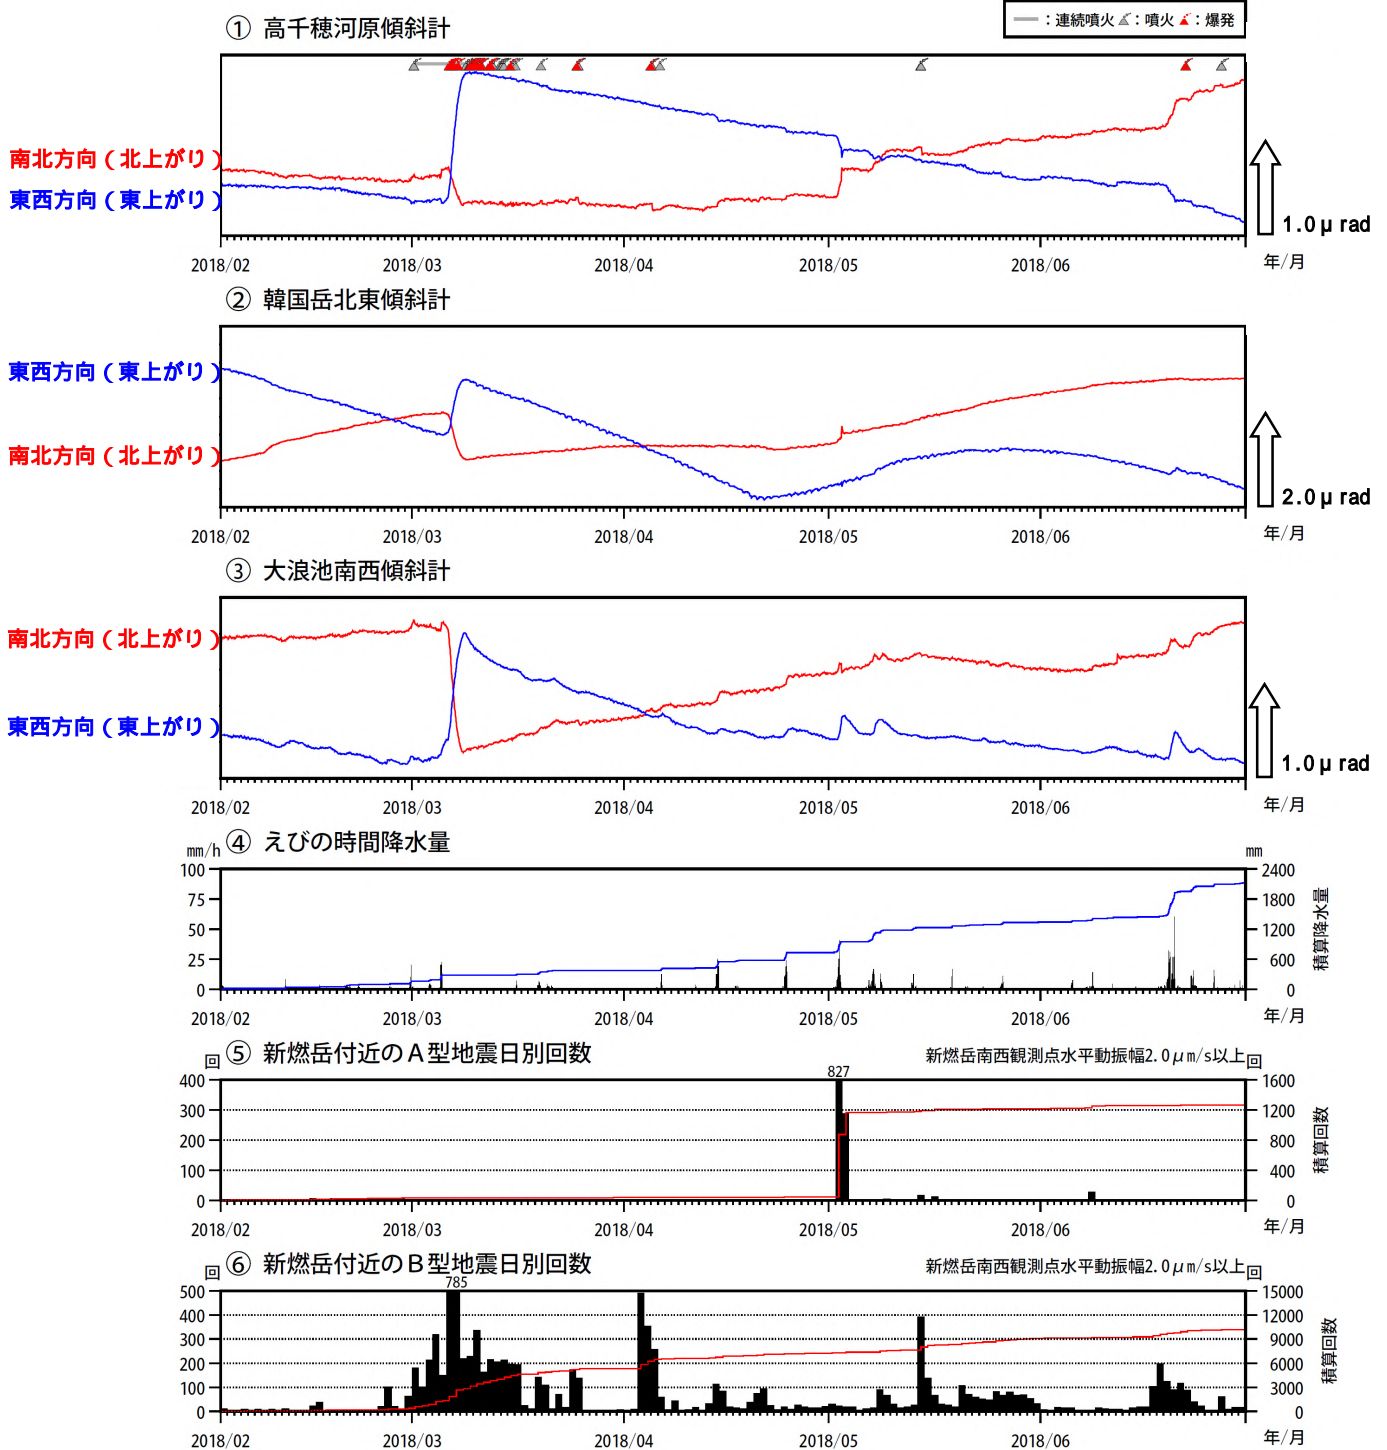 ：連続噴火 ：噴火 ：爆発
① 高千穂河原傾斜計
南北方向（北上がり）
東西方向（東上がり）
1.0μrad
2018/02 2018/03 2018/04 2018/05 2018/06 年/月
② 韓国岳北東傾斜計
東西方向（東上がり）
南北方向（北上がり）
2.0μrad
2018/02 2018/03 2018/04 2018/05 2018/06 年/月
③ 大浪池南西傾斜計
南北方向（北上がり）
東西方向（東上がり）
1.0μrad
2018/02 2018/03 2018/04 2018/05 2018/06 年/月
④ えびの時間降水量
mm/h mm
100 2400
75 1800
50 1200
25 600
0 0
積算降水量
2018/02 2018/03 2018/04 2018/05 2018/06 年/月
⑤ 新燃岳付近のＡ型地震日別回数
新燃岳南西観測点水平動振幅2.0μm/s以上
回 回
827
400 1600
300 1200
200 800
100 400
0 0
積算回数
2018/02 2018/03 2018/04 2018/05 2018/06 年/月
⑥ 新燃岳付近のＢ型地震日別回数
新燃岳南西観測点水平動振幅2.0μm/s以上
回 回
785
500 15000
400 12000
300 9000
200 6000
100 3000
0 0
積算回数
2018/02 2018/03 2018/04 2018/05 2018/06 年/月